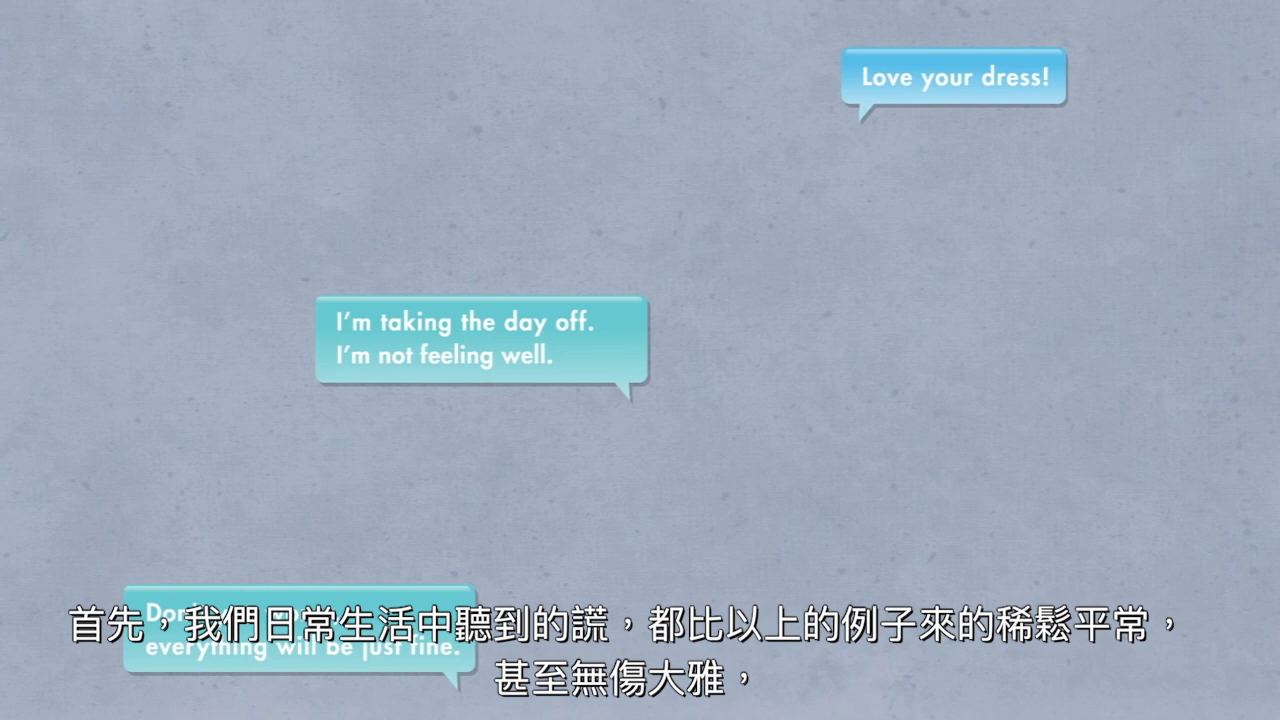 Love your dress!
I'm taking the day off.
I'm not feeling well.
everything will be just fine.
首先，我們日常生活中聽到的謊，都比以上的例子來的稀鬆平常，
甚至無傷大雅，